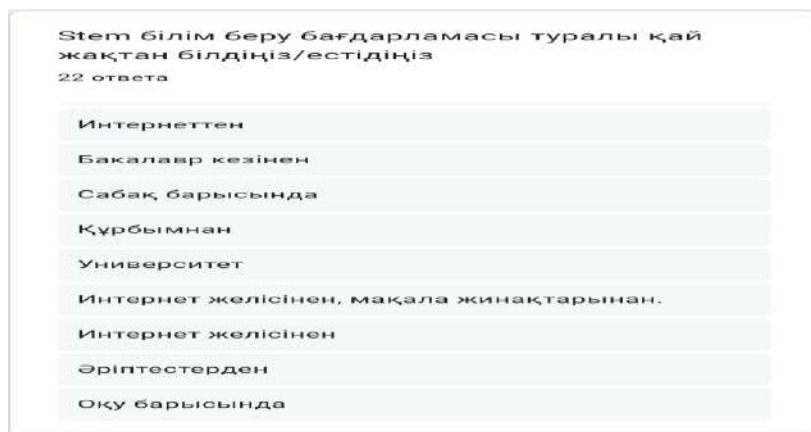 Stem білім беру бағдарламасы туралы қай
жақтан білдіңіз/естідіңіз
22 ответа
Интернеттен
Бакалавр кезінен
Сабақ барысында
Құрбымнан
Университет
Интернет желісінен, мақала жинақтарынан.
Интернет желісінен
Әріптестерден
Оқу барысында